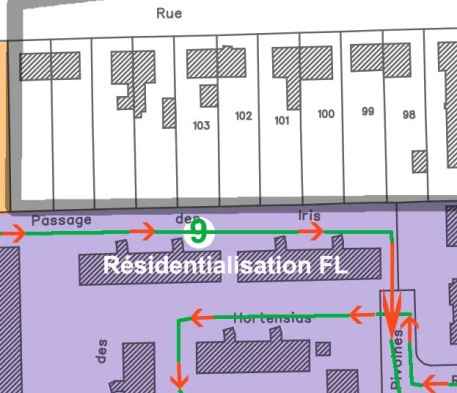 Rue
103
102
101
100
99
98
Passage des Iris
9
Résidentialisation FL
Hortensias
des
Pivoines